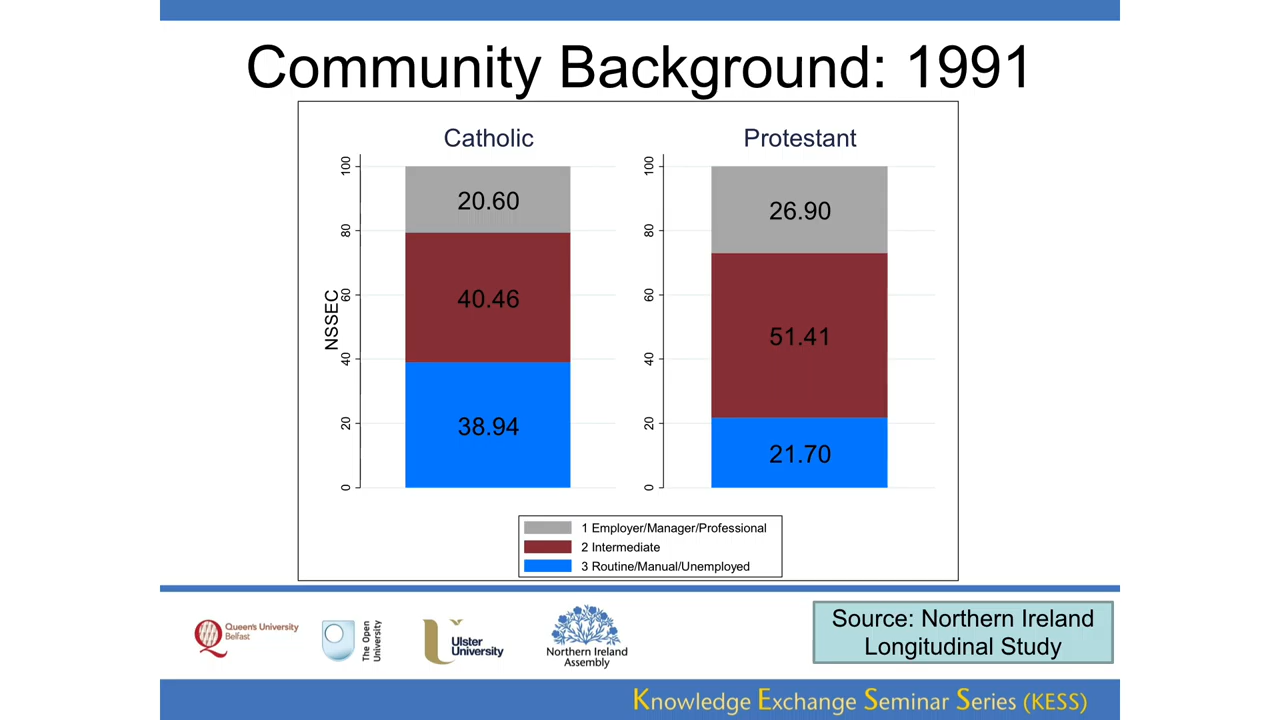 Community Background: 1991
Catholic
Protestant
NSSEC
100
80
60
40
20
0
20.60
40.46
38.94
100
80
60
40
20
0
26.90
51.41
21.70
1 Employer/Manager/Professional
2 Intermediate
3 Routine/Manual/Unemployed
Queen's University
Belfast
The Open
University
Ulster
University
Northern Ireland
Assembly
Source: Northern Ireland
Longitudinal Study
Knowledge Exchange Seminar Series (KESS)